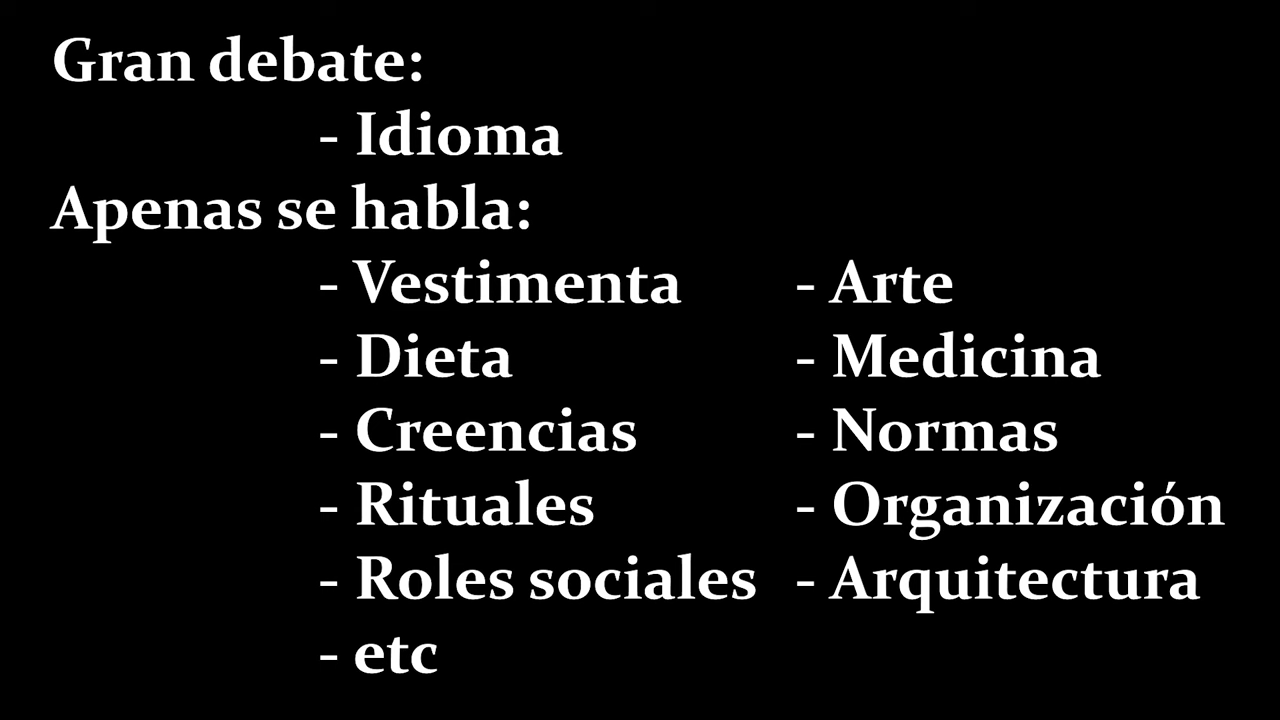 Gran debate:
- Idioma
Apenas se habla:
- Vestimenta - Arte
- Dieta - Medicina
- Creencias - Normas
- Rituales - Organización
- Roles sociales - Arquitectura
- etc